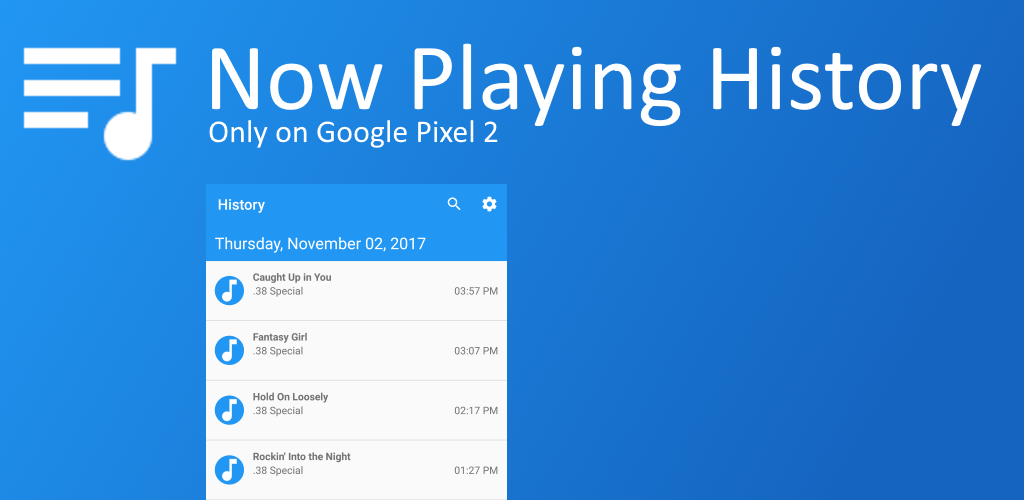 Now Playing History
Only on Google Pixel 2
History
Thursday, November 02, 2017
Caught Up in You
.38 Special 03:57 PM
Fantasy Girl
.38 Special 03:07 PM
Hold On Loosely
.38 Special 02:17 PM
Rockin' Into the Night
.38 Special 01:27 PM